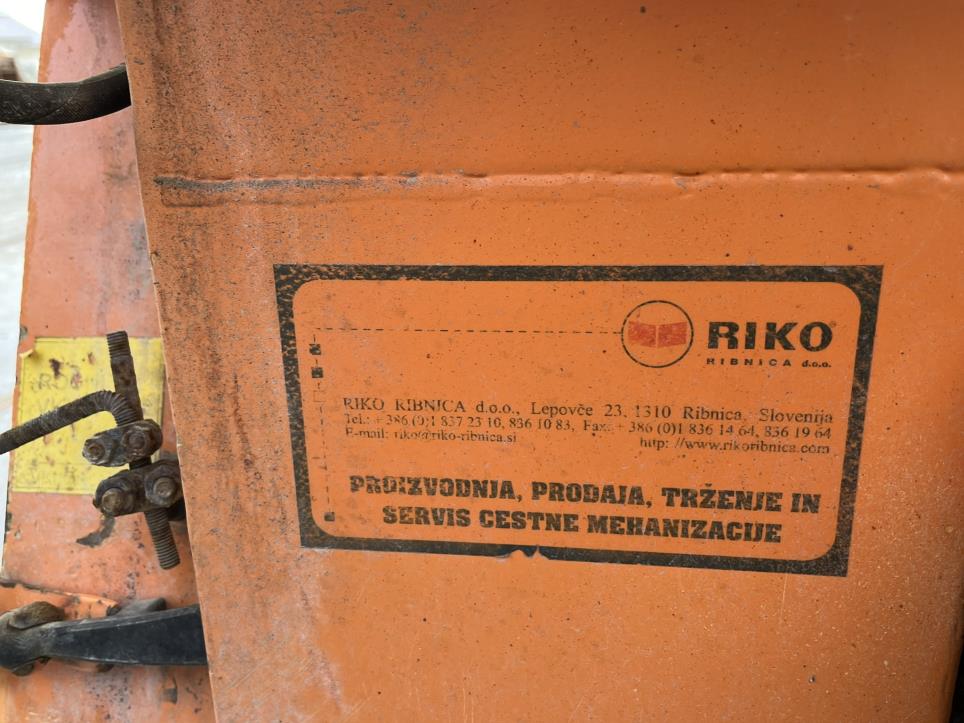 RIKO
RIBNICA d.o.o.
RIKO RIBNICA d.o.o., Lepovče 23, 1310 Ribnica, Slovenija
Tel.: + 386 (0)1 837 23 10, 836 10 83, Fax: + 386 (0)1 836 14 64, 836 19 64
E-mail: riko@riko-ribnica.si http: //www.rikoribnica.com
PROIZVODNJA, PRODAJA, TRŽENJE IN
SERVIS CESTNE MEHANIZACIJE